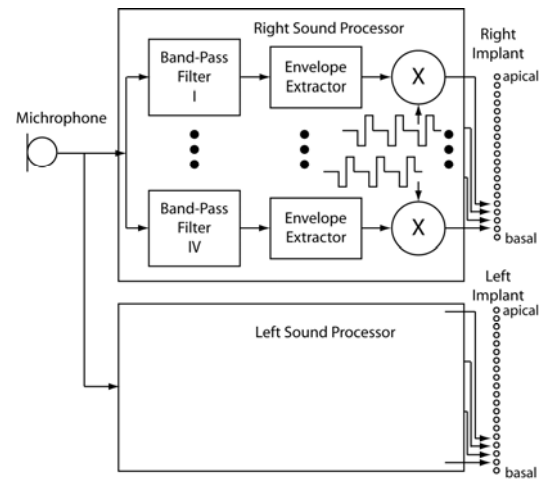 Right Sound Processor
Right
Implant
Band-Pass
Filter
I
Envelope
Extractor
X
apical
Michrophone
Band-Pass
Filter
IV
Envelope
Extractor
X
basal
Left
Implant
apical
Left Sound Processor
basal